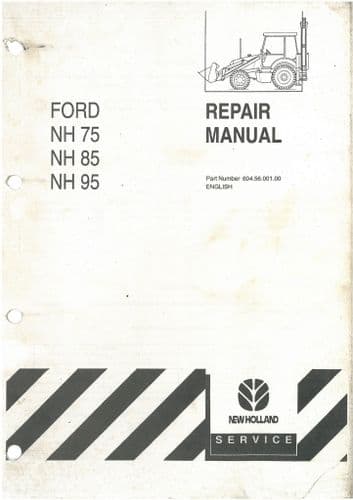 FORD
NH 75
NH 85
NH 95
REPAIR
MANUAL
Part Number 604.56.001.00
ENGLISH
NEW HOLLAND
SERVICE